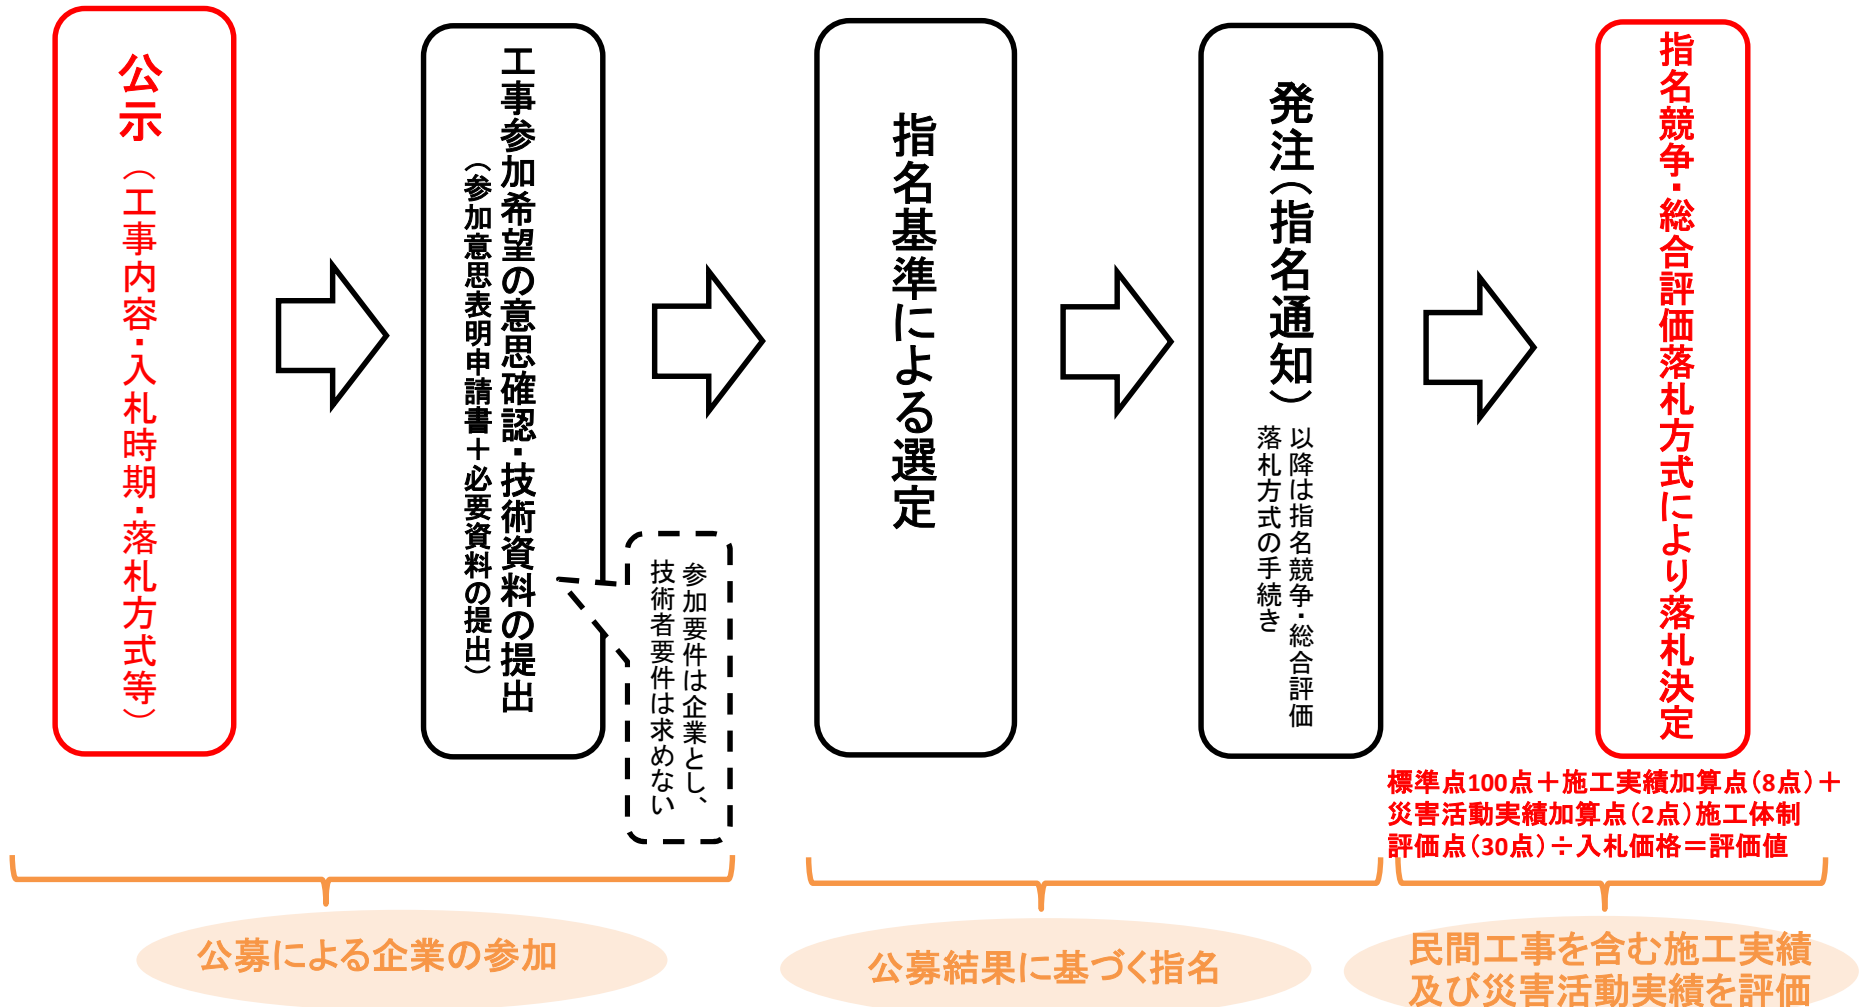 公示（工事内容・入札時期・落札方式等）
工事参加希望の意思確認・技術資料の提出
（参加意思表明申請書＋必要資料の提出）
参加要件は企業とし、
技術者要件は求めない
指名基準による選定
発注（指名通知）
以降は指名競争・総合評価
落札方式の手続き
指名競争・総合評価落札方式により落札決定
標準点100点＋施工実績加算点（8点）＋
災害活動実績加算点（2点）施工体制
評価点（30点）÷入札価格＝評価値
公募による企業の参加
公募結果に基づく指名
民間工事を含む施工実績
及び災害活動実績を評価